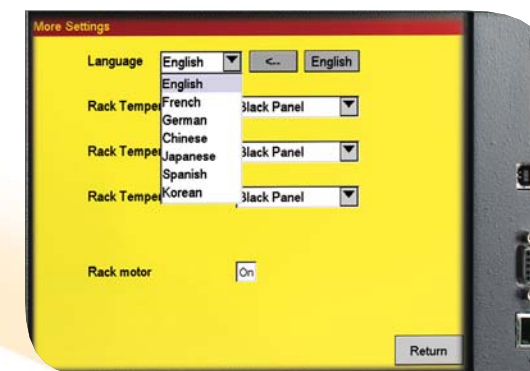 More Settings
Language English <-- English
English
French
German
Chinese
Japanese
Spanish
Korean
Rack Temper Black Panel
Rack Temper Black Panel
Rack Temper Black Panel
Rack motor On
Return